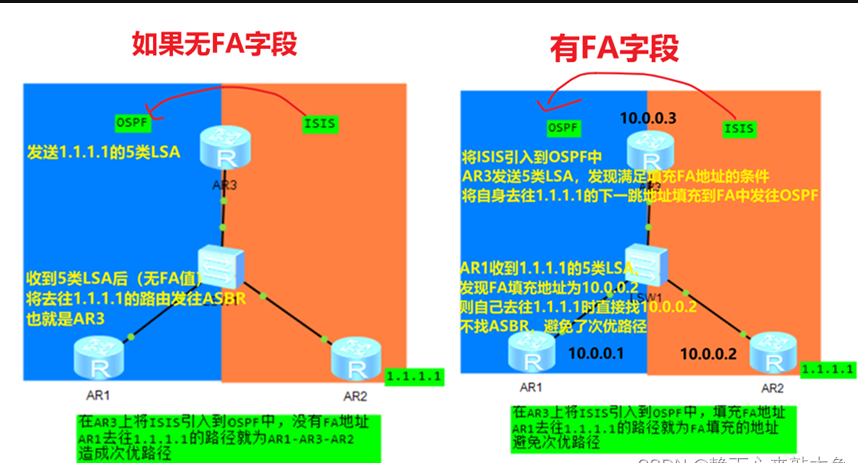 如果无FA字段
OSPF
ISIS
发送1.1.1.1的5类LSA
R
AR3
收到5类LSA后（无FA值）
将去往1.1.1.1的路由发往ASBR
也就是AR3
R
AR1
R
AR2
1.1.1.1
在AR3上将ISIS引入到OSPF中，没有FA地址
AR1去往1.1.1.1的路径就为AR1-AR3-AR2
造成次优路径
有FA字段
OSPF
10.0.0.3
ISIS
R
将ISIS引入到OSPF中
AR3发送5类LSA，发现满足填充FA地址的条件
将自身去往1.1.1.1的下一跳地址填充到FA中发往OSPF
AR1收到1.1.1.1的5类LSA，
发现FA填充地址为10.0.0.2
则自己去往1.1.1.1时直接找10.0.0.2
不找ASBR，避免了次优路径
R
10.0.0.1
AR1
10.0.0.2
R
AR2
1.1.1.1
在AR3上将ISIS引入到OSPF中，填充FA地址
AR1去往1.1.1.1的路径就为FA填充的地址
避免次优路径